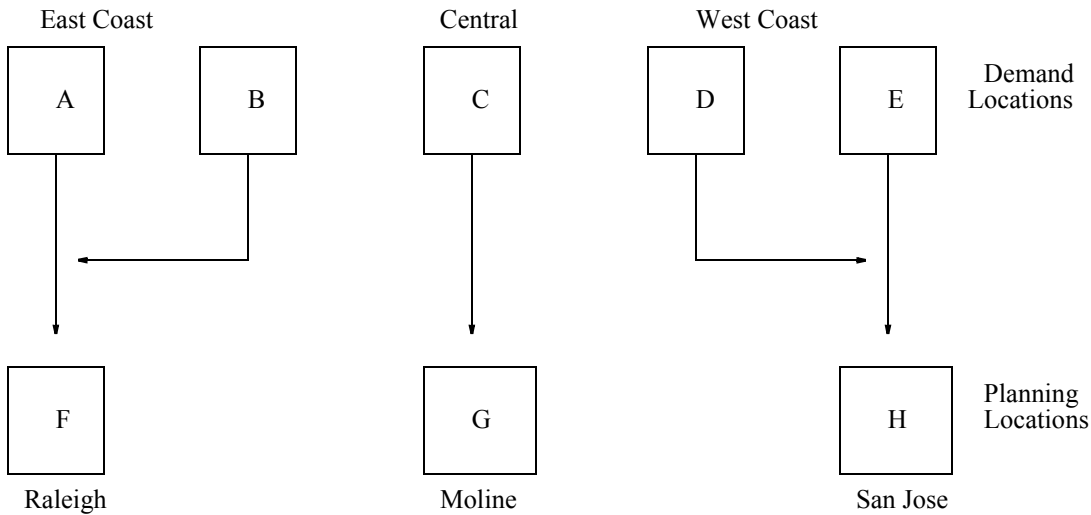 East Coast
Central
West Coast
A
B
C
D
E
Demand
Locations
F
G
H
Planning
Locations
Raleigh
Moline
San Jose